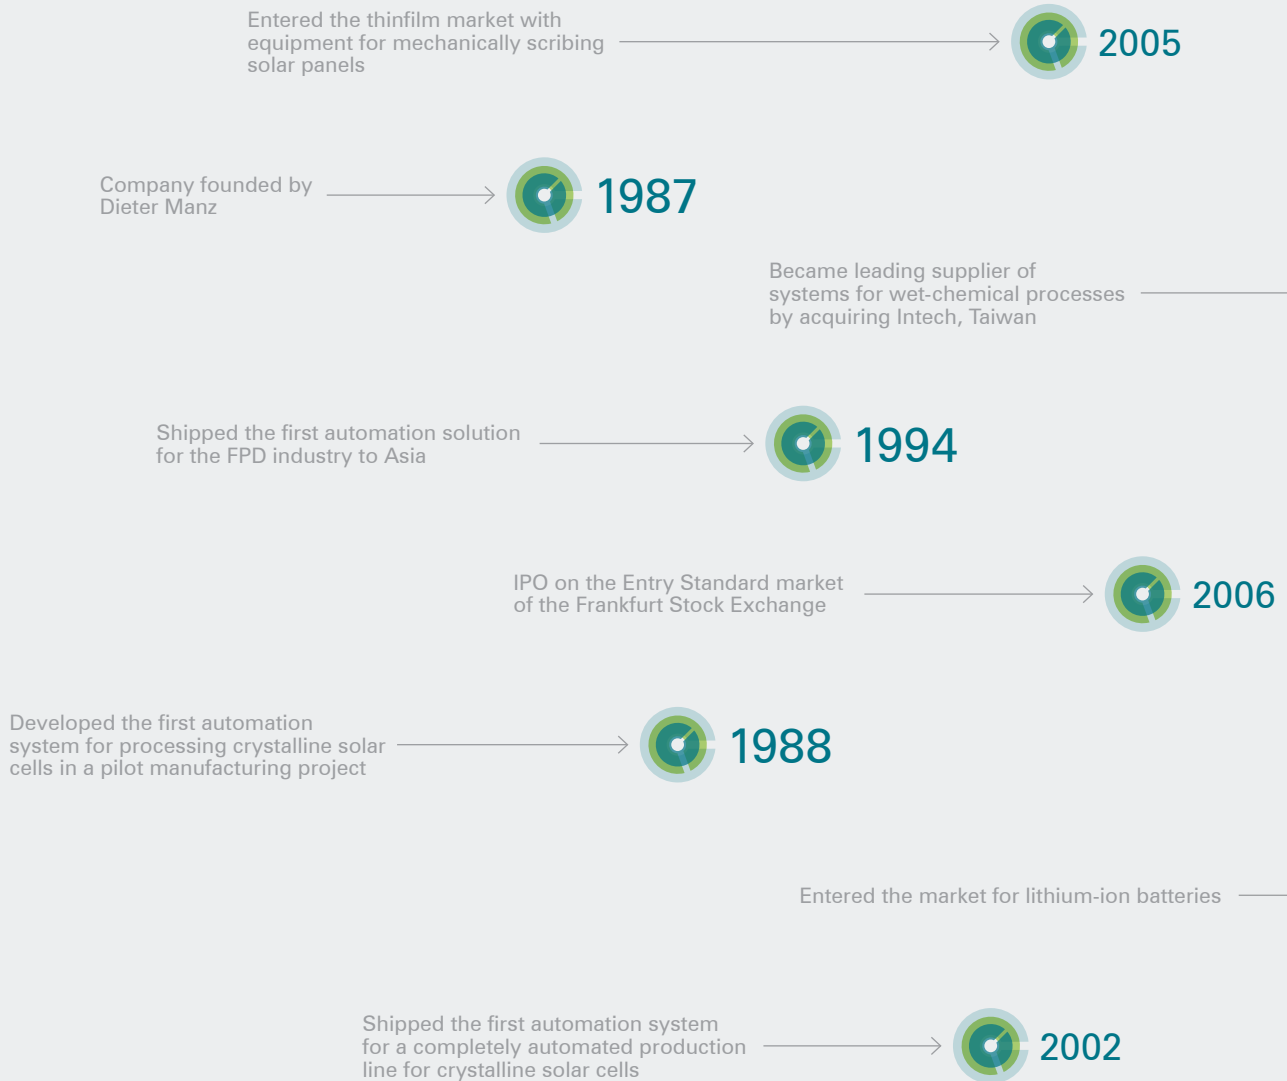 Entered the thinfilm market with
equipment for mechanically scribing
solar panels
2005
Company founded by
Dieter Manz
1987
Became leading supplier of
systems for wet-chemical processes
by acquiring Intech, Taiwan
Shipped the first automation solution
for the FPD industry to Asia
1994
IPO on the Entry Standard market
of the Frankfurt Stock Exchange
2006
Developed the first automation
system for processing crystalline solar
cells in a pilot manufacturing project
1988
Entered the market for lithium-ion batteries
Shipped the first automation system
for a completely automated production
line for crystalline solar cells
2002